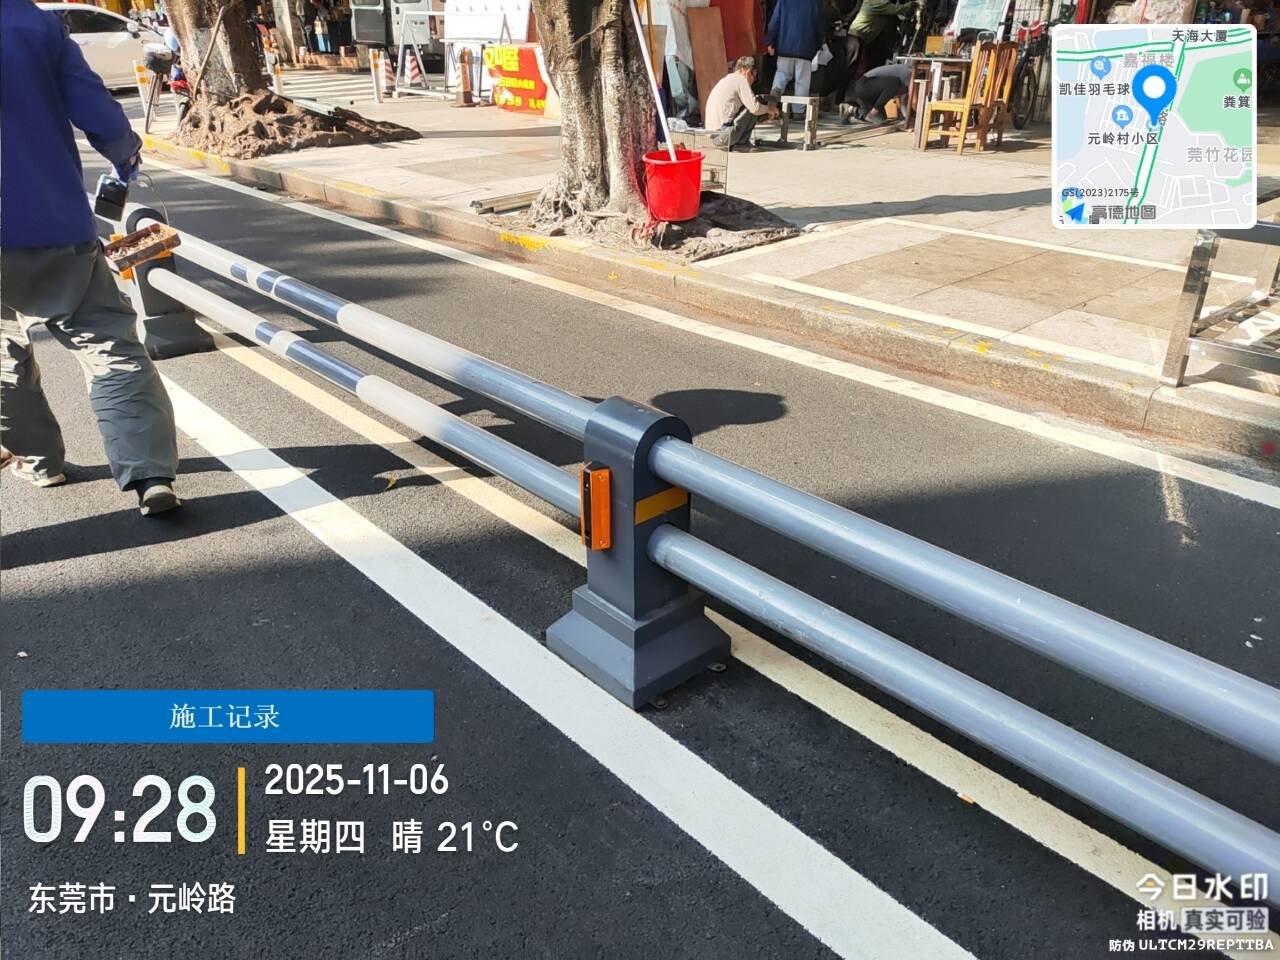 天海大厦
嘉福楼
凯佳羽毛球
粪箕
元岭村小区
路
莞竹花园
GS(2023)2175号
高德地图
施工记录
09:28
2025-11-06
星期四 晴 21°C
东莞市·元岭路
今日水印
相机 真实可验
防伪 ULTCM29REPTTBA